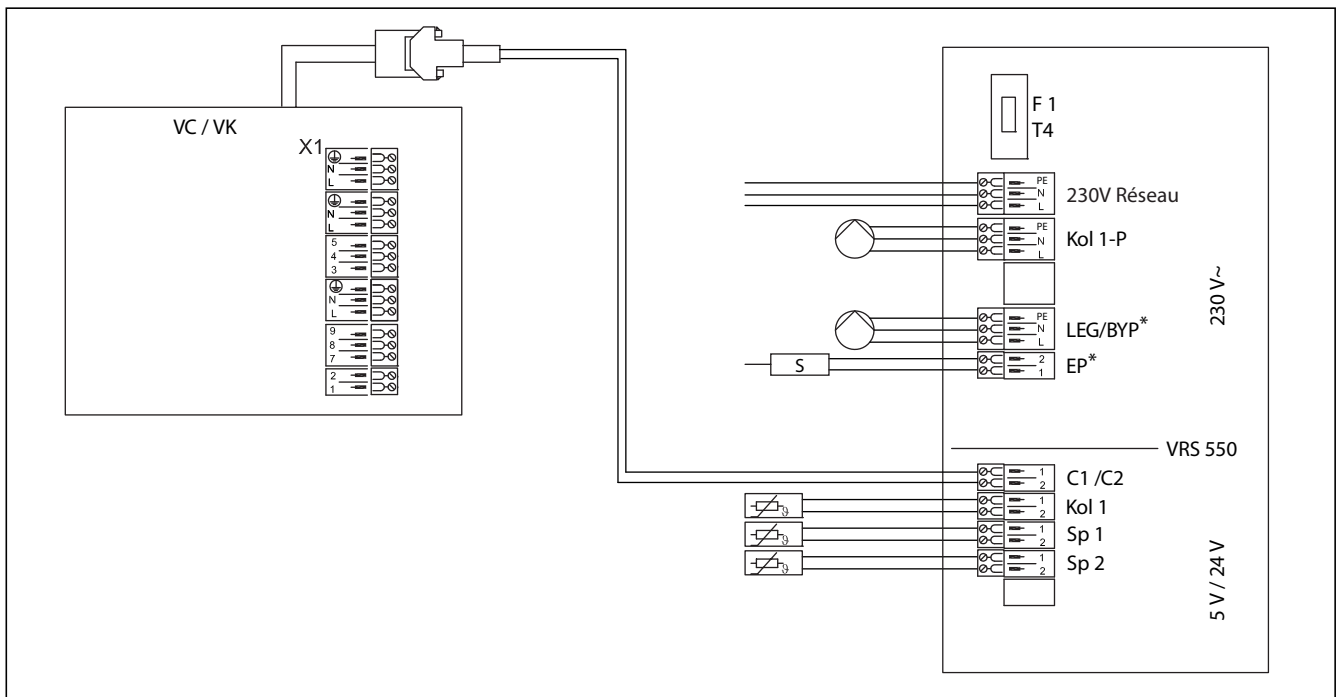 VC / VK
X1
N
L
N
L
5
4
3
N
L
9
8
7
2
1
F 1
T4
PE
N
L
230V Réseau
PE
N
L
Kol 1-P
PE
N
L
LEG/BYP*
S
2
1
EP*
230 V~
VRS 550
1
2
C1 /C2
ϑ
1
2
Kol 1
ϑ
1
2
Sp 1
ϑ
1
2
Sp 2
5 V / 24 V